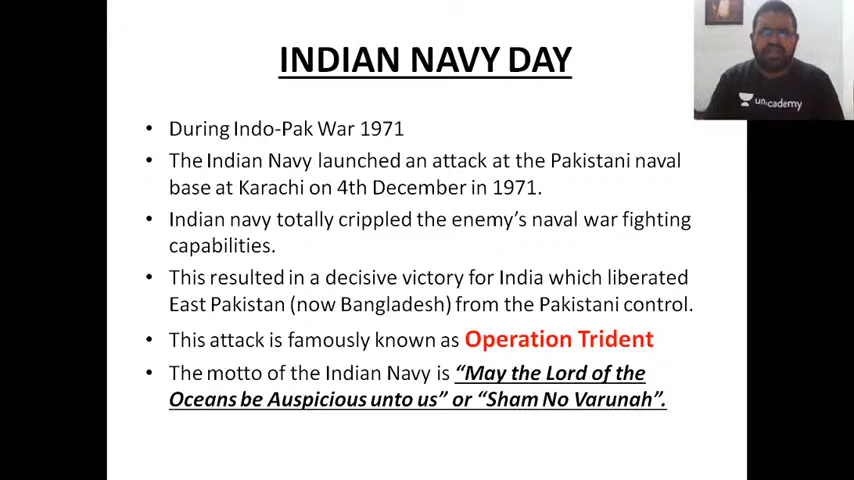 INDIAN NAVY DAY
unacademy
• During Indo-Pak War 1971
• The Indian Navy launched an attack at the Pakistani naval
base at Karachi on 4th December in 1971.
• Indian navy totally crippled the enemy's naval war fighting
capabilities.
• This resulted in a decisive victory for India which liberated
East Pakistan (now Bangladesh) from the Pakistani control.
• This attack is famously known as Operation Trident
• The motto of the Indian Navy is “May the Lord of the
Oceans be Auspicious unto us” or “Sham No Varunah”.